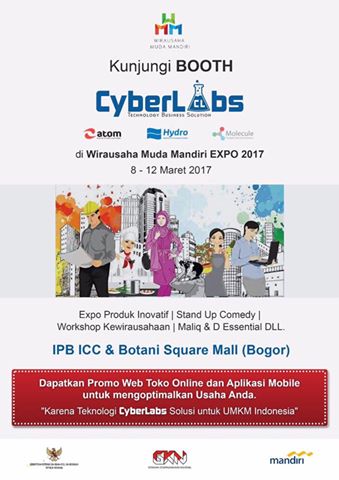 WMM
WIRAUSAHA
MUDA MANDIRI
Kunjungi BOOTH
CyberLabs
CL
TECHNOLOGY BUSINESS SOLUTION
atom
Hydro
Molecule
di Wirausaha Muda Mandiri EXPO 2017
8 - 12 Maret 2017
Expo Produk Inovatif | Stand Up Comedy |
Workshop Kewirausahaan | Maliq & D Essential DLL.
IPB ICC & Botani Square Mall (Bogor)
Dapatkan Promo Web Toko Online dan Aplikasi Mobile
untuk mengoptimalkan Usaha Anda.
"Karena Teknologi CyberLabs Solusi untuk UMKM Indonesia"
GKN
mandiri